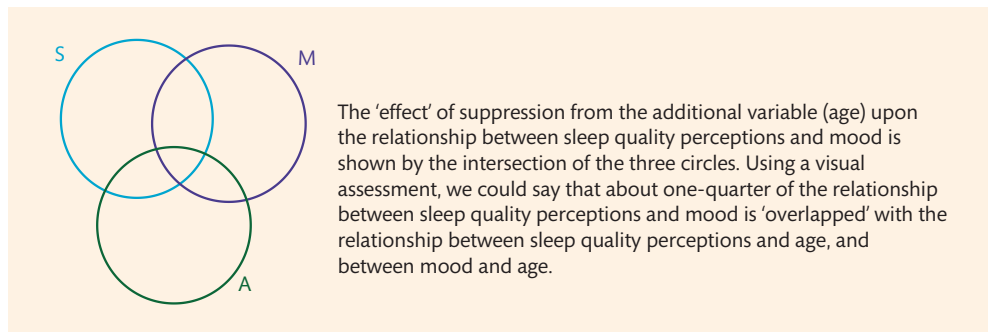 S
M
A
The ‘effect’ of suppression from the additional variable (age) upon
the relationship between sleep quality perceptions and mood is
shown by the intersection of the three circles. Using a visual
assessment, we could say that about one-quarter of the relationship
between sleep quality perceptions and mood is ‘overlapped’ with the
relationship between sleep quality perceptions and age, and
between mood and age.